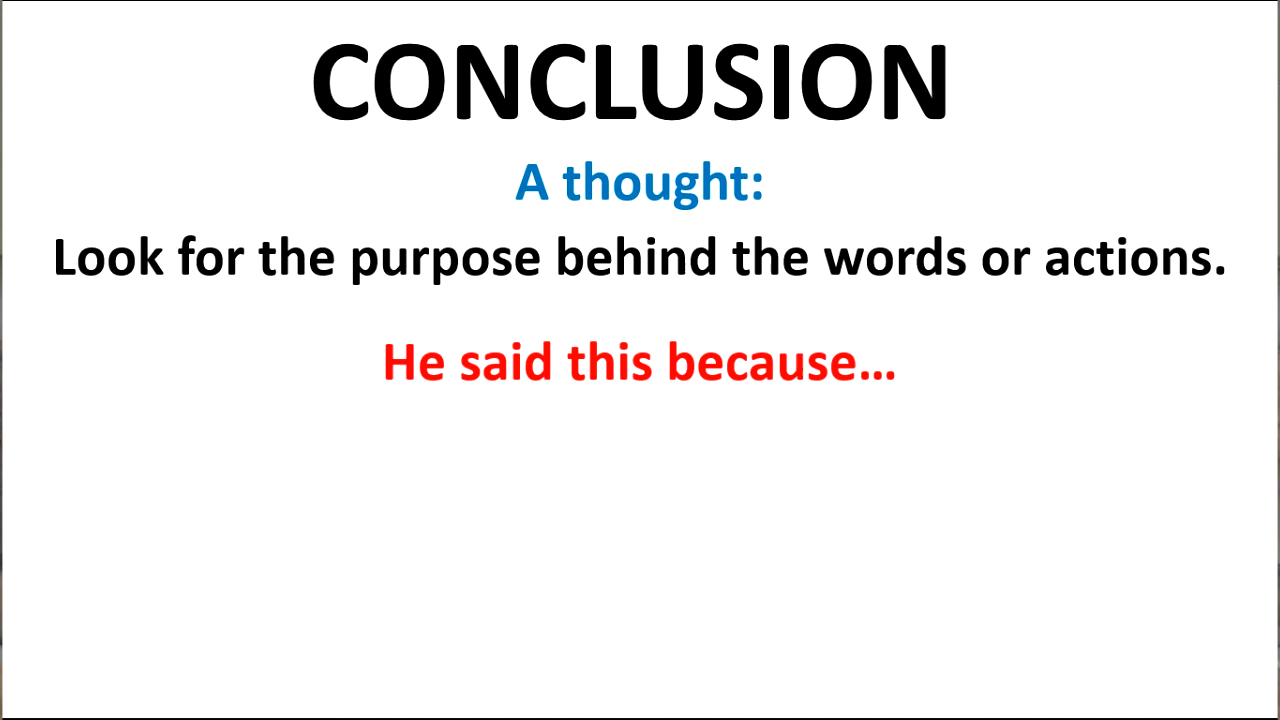 CONCLUSION
A thought:
Look for the purpose behind the words or actions.
He said this because…